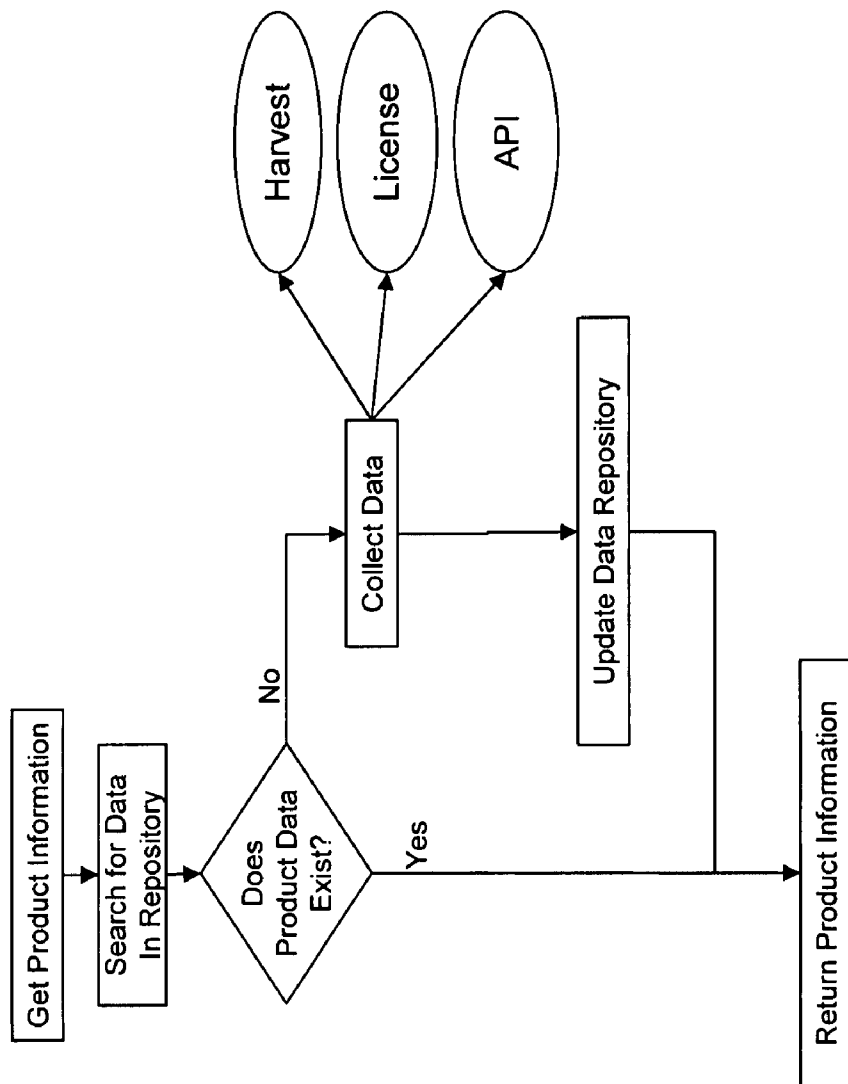 Get Product Information
Search for Data
In Repository
Does
Product Data
Exist?
No
Yes
Collect Data
Harvest
License
API
Update Data Repository
Return Product Information